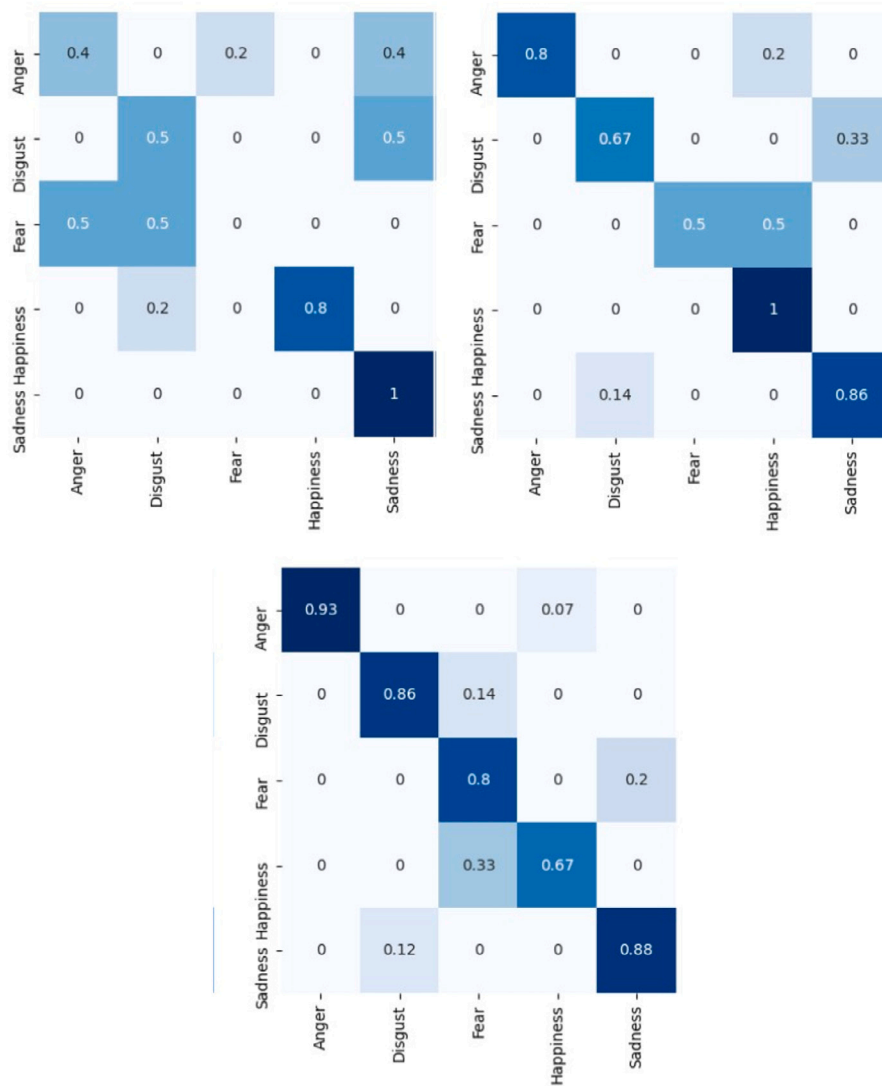 Anger 0.4 0 0.2 0 0.4
Disgust 0 0.5 0 0 0.5
Fear 0.5 0.5 0 0 0
Happiness 0 0.2 0 0.8 0
Sadness 0 0 0 0 1
Anger Disgust Fear Happiness Sadness
Anger 0.8 0 0 0.2 0
Disgust 0 0.67 0 0 0.33
Fear 0 0 0.5 0.5 0
Happiness 0 0 0 1 0
Sadness 0 0.14 0 0 0.86
Anger Disgust Fear Happiness Sadness
Anger 0.93 0 0 0.07 0
Disgust 0 0.86 0.14 0 0
Fear 0 0 0.8 0 0.2
Happiness 0 0 0.33 0.67 0
Sadness 0 0.12 0 0 0.88
Anger Disgust Fear Happiness Sadness